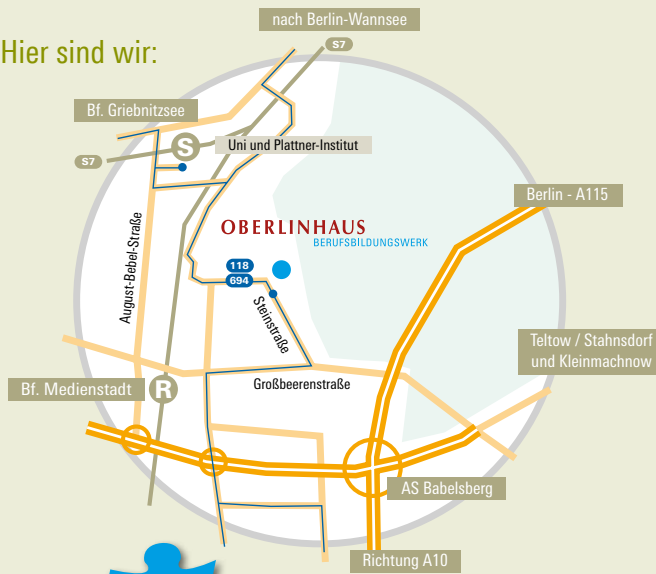 nach Berlin-Wannsee
S7
Hier sind wir:
Bf. Griebnitzsee
S
Uni und Plattner-Institut
S7
Berlin - A115
August-Bebel-Straße
OBERLINHAUS
BERUFSBILDUNGSWERK
118
694
Steinstraße
Teltow / Stahnsdorf
und Kleinmachnow
Bf. Medienstadt
R
Großbeerenstraße
AS Babelsberg
Richtung A10